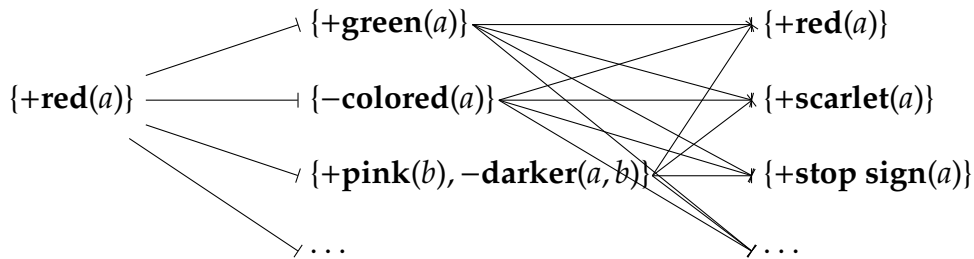 {+green(a)} {+red(a)}
{+red(a)} {−colored(a)} {+scarlet(a)}
{+pink(b), −darker(a, b)} {+stop sign(a)}
. . . . . .